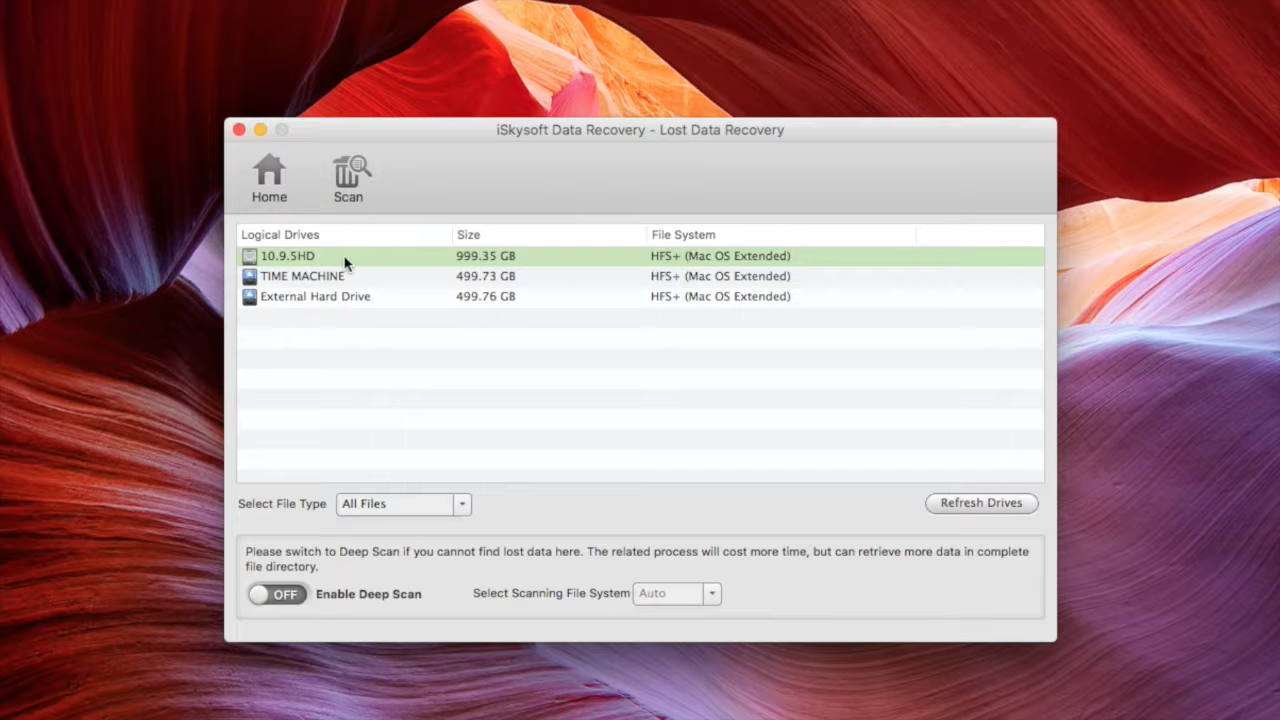 iSkysoft Data Recovery - Lost Data Recovery
Home Scan
Logical Drives Size File System
10.9.5HD 999.35 GB HFS+ (Mac OS Extended)
TIME MACHINE 499.73 GB HFS+ (Mac OS Extended)
External Hard Drive 499.76 GB HFS+ (Mac OS Extended)
Select File Type All Files Refresh Drives
Please switch to Deep Scan if you cannot find lost data here. The related process will cost more time, but can retrieve more data in complete
file directory.
OFF Enable Deep Scan Select Scanning File System Auto